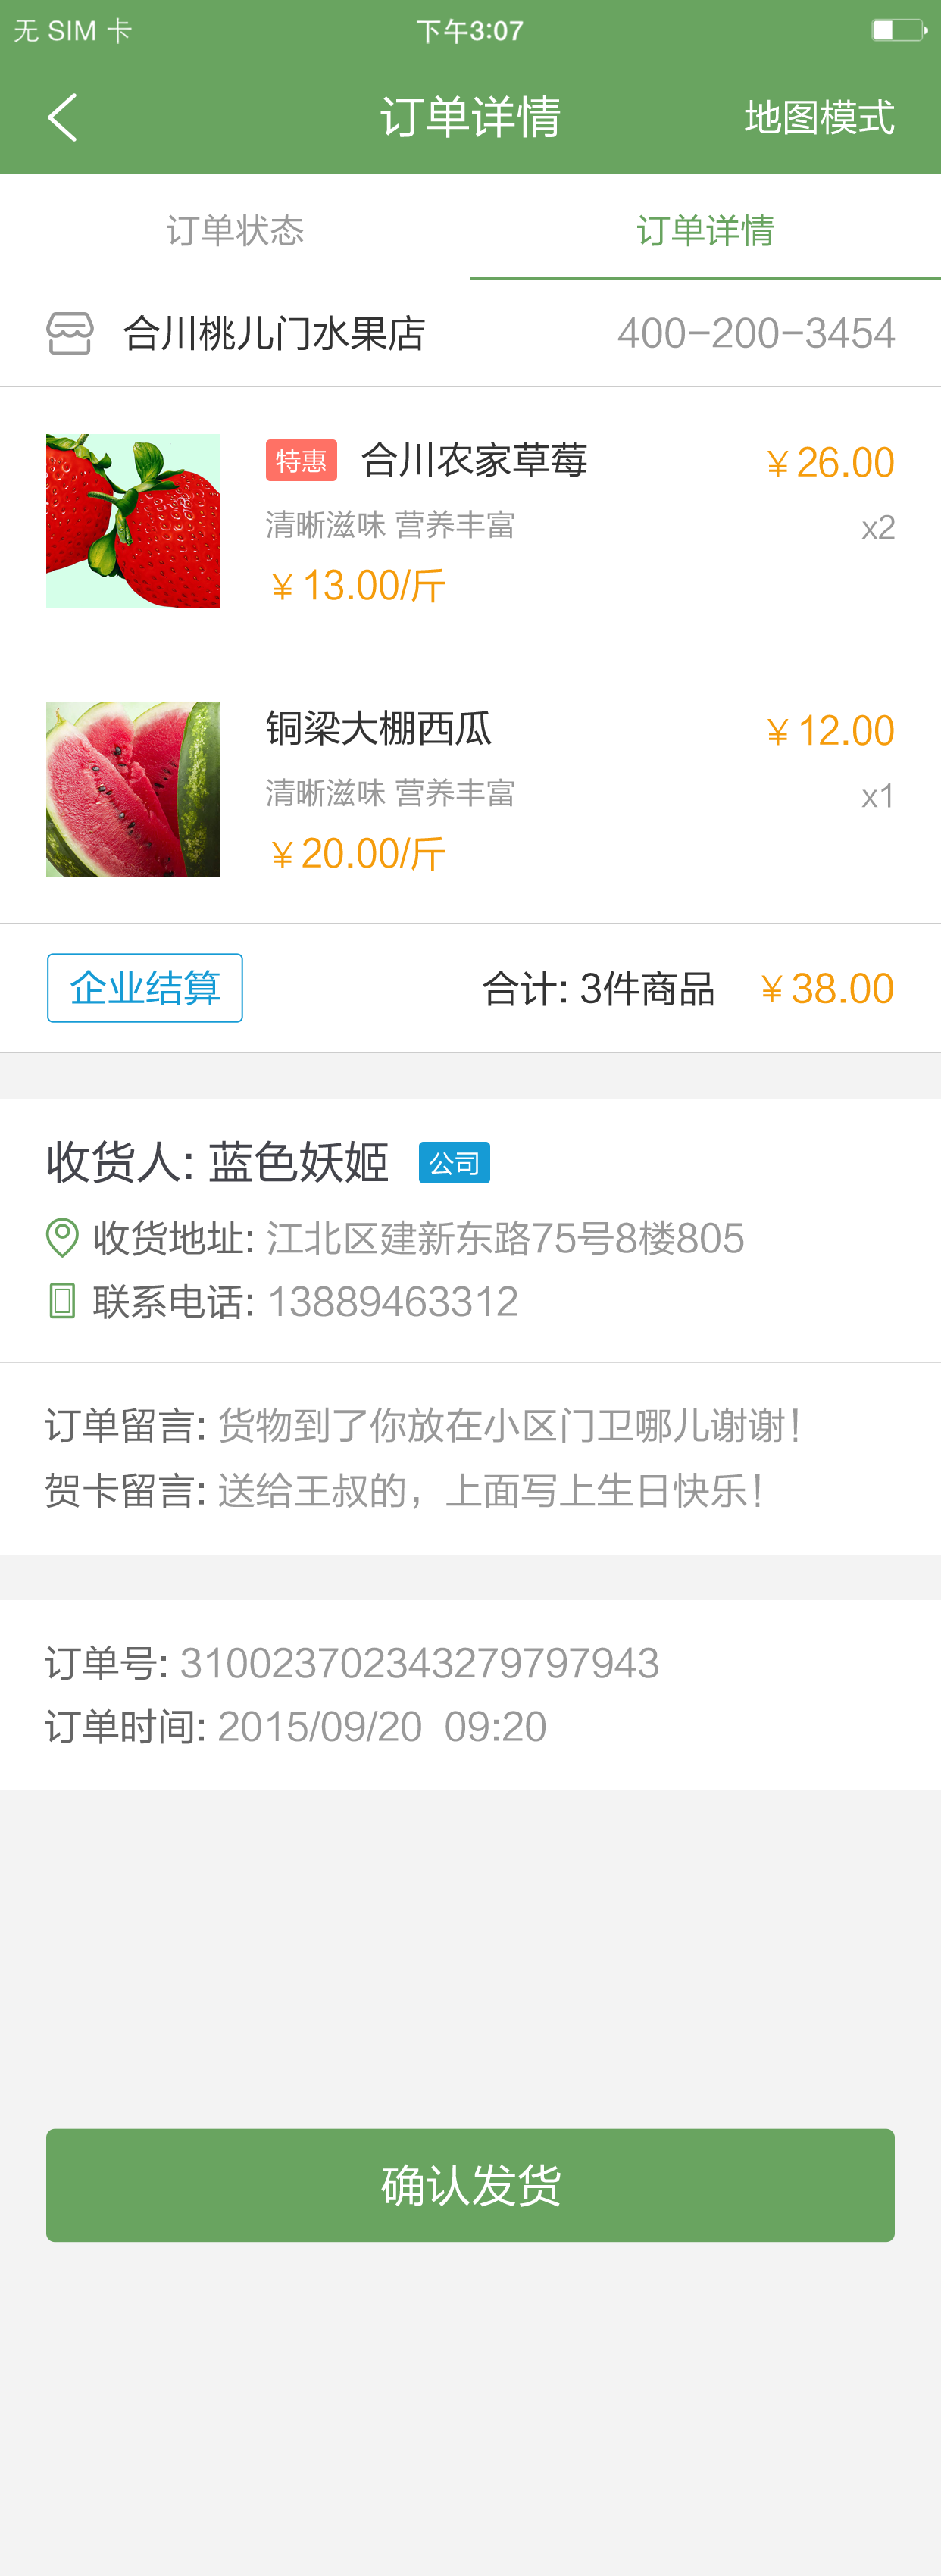 无 SIM 卡
下午3:07
订单详情
地图模式
订单状态
订单详情
合川桃儿门水果店
400-200-3454
特惠 合川农家草莓
¥26.00
清晰滋味 营养丰富
x2
¥13.00/斤
铜梁大棚西瓜
¥12.00
清晰滋味 营养丰富
x1
¥20.00/斤
企业结算
合计: 3件商品
¥38.00
收货人: 蓝色妖姬 公司
收货地址: 江北区建新东路75号8楼805
联系电话: 13889463312
订单留言: 货物到了你放在小区门卫哪儿谢谢!
贺卡留言: 送给王叔的，上面写上生日快乐!
订单号: 310023702343279797943
订单时间: 2015/09/20 09:20
确认发货